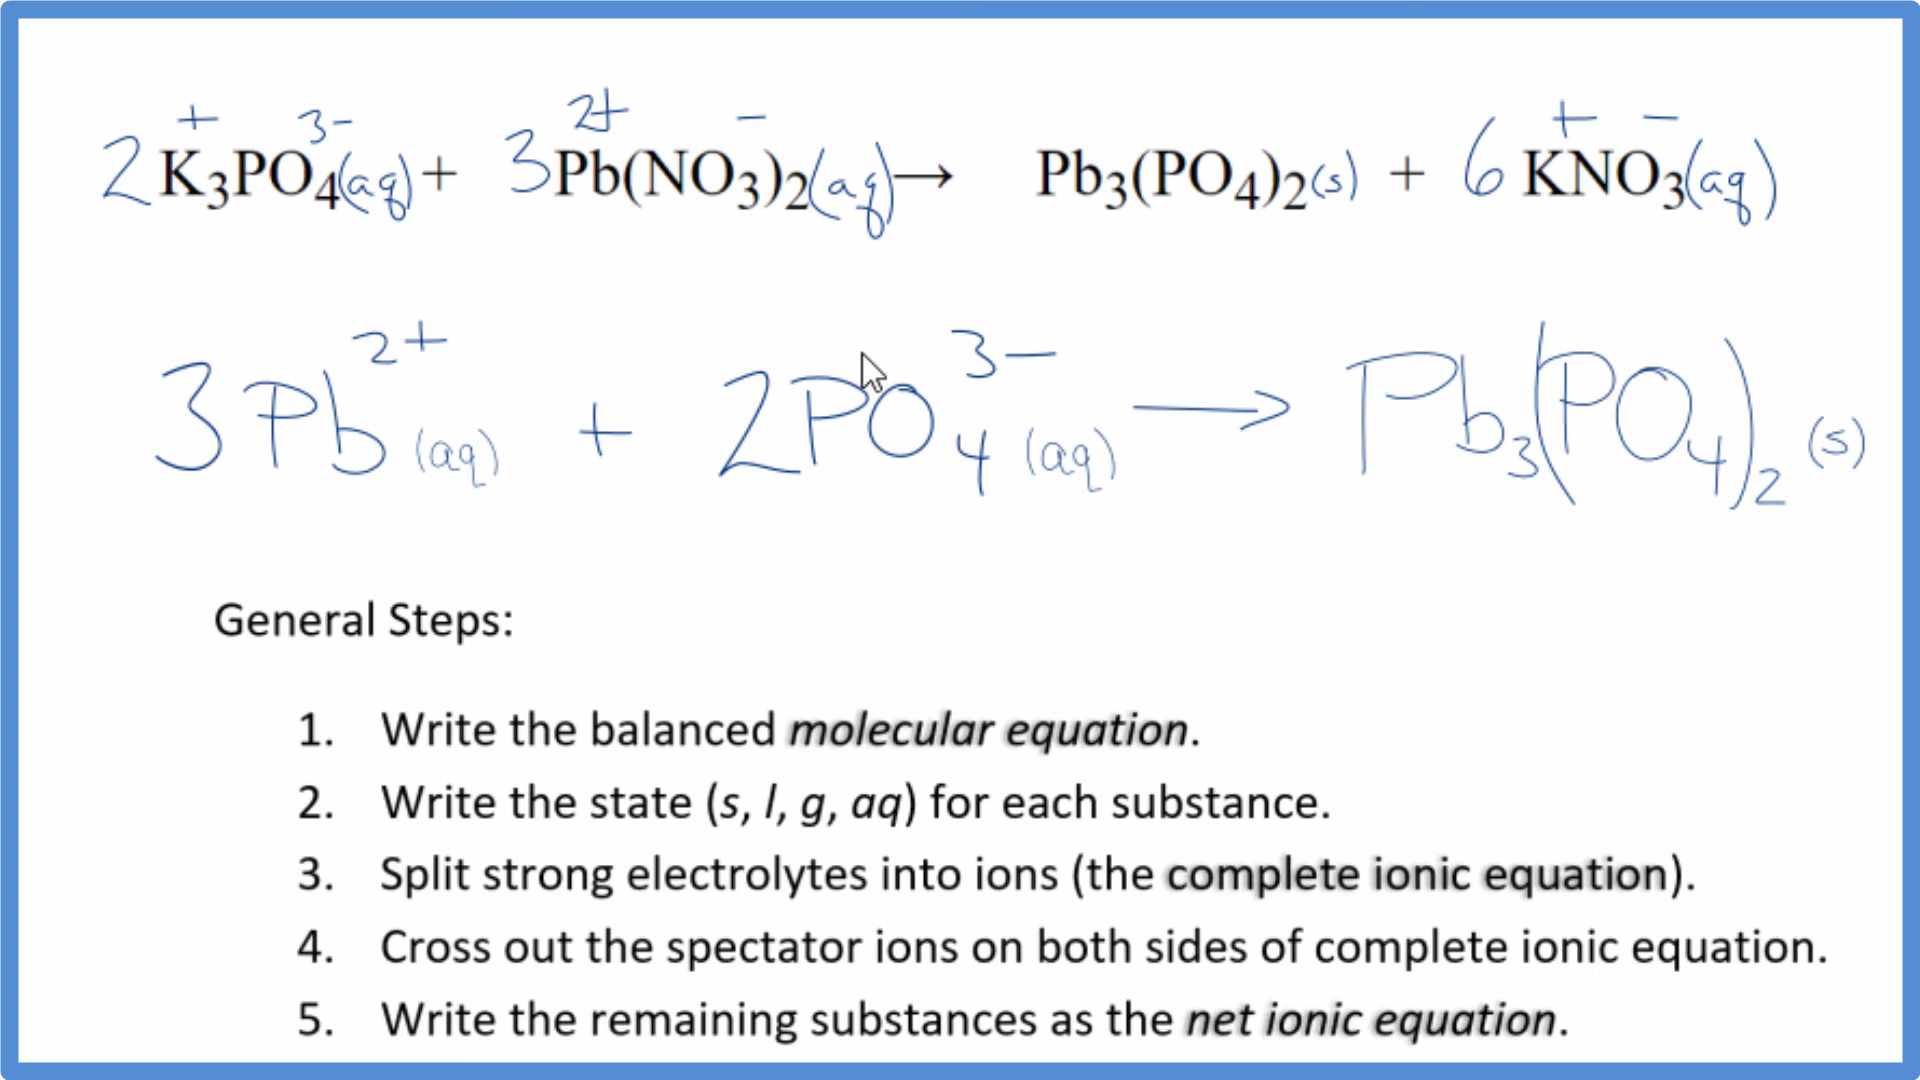 2 K₃PO₄(aq) + 3 Pb(NO₃)₂(aq) → Pb₃(PO₄)₂(s) + 6 KNO₃(aq)
+ 3- 2+ - + -
3Pb²⁺(aq) + 2PO₄³⁻(aq) → Pb₃(PO₄)₂(s)
General Steps:
1. Write the balanced molecular equation.
2. Write the state (s, l, g, aq) for each substance.
3. Split strong electrolytes into ions (the complete ionic equation).
4. Cross out the spectator ions on both sides of complete ionic equation.
5. Write the remaining substances as the net ionic equation.